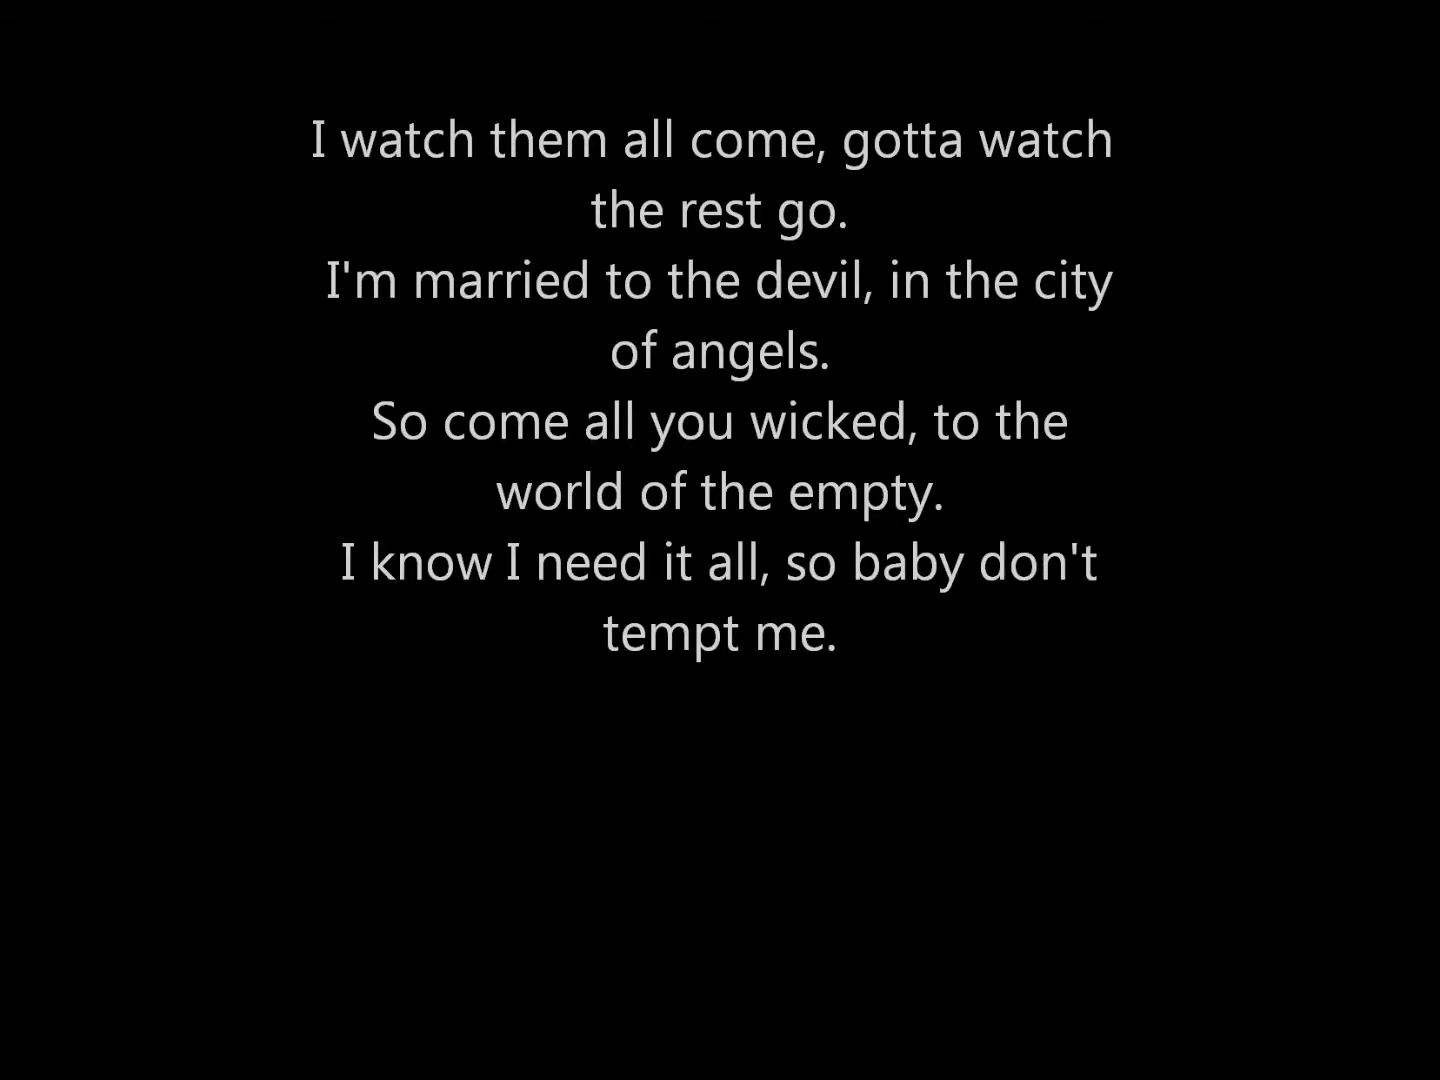 I watch them all come, gotta watch
the rest go.
I'm married to the devil, in the city
of angels.
So come all you wicked, to the
world of the empty.
I know I need it all, so baby don't
tempt me.